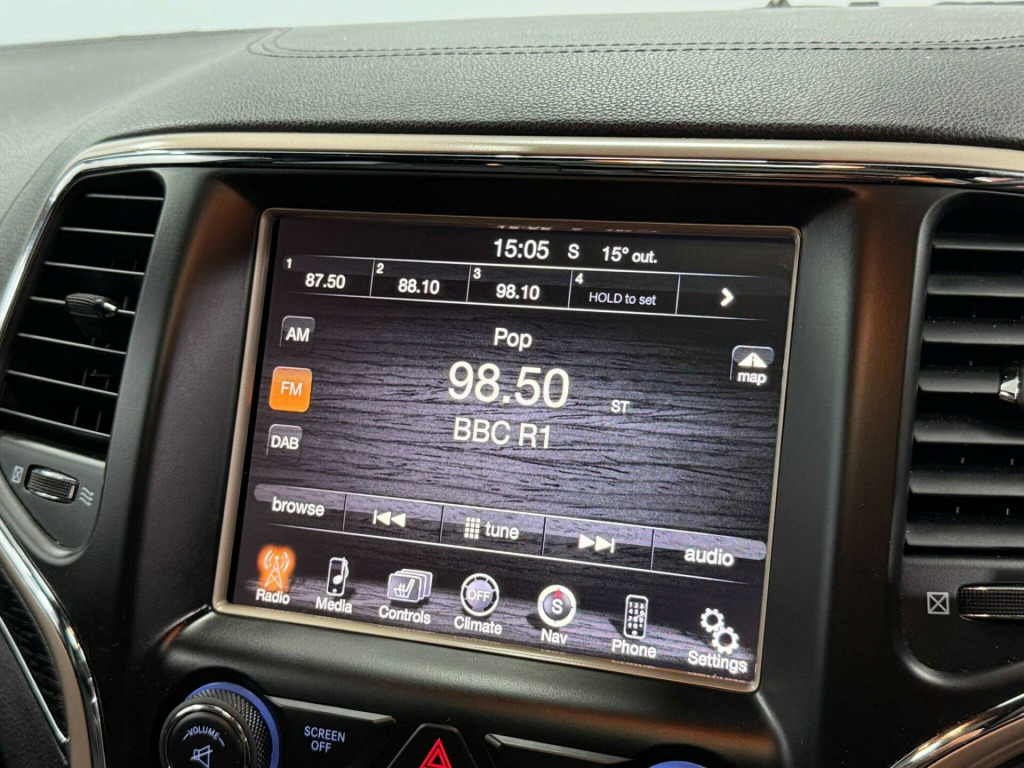 15:05 S 15° out.
1 87.50 2 88.10 3 98.10 4 HOLD to set
AM
Pop
map
FM
98.50 ST
DAB
BBC R1
browse tune audio
Radio Media Controls OFF Climate S Nav Phone Settings
VOLUME
SCREEN
OFF